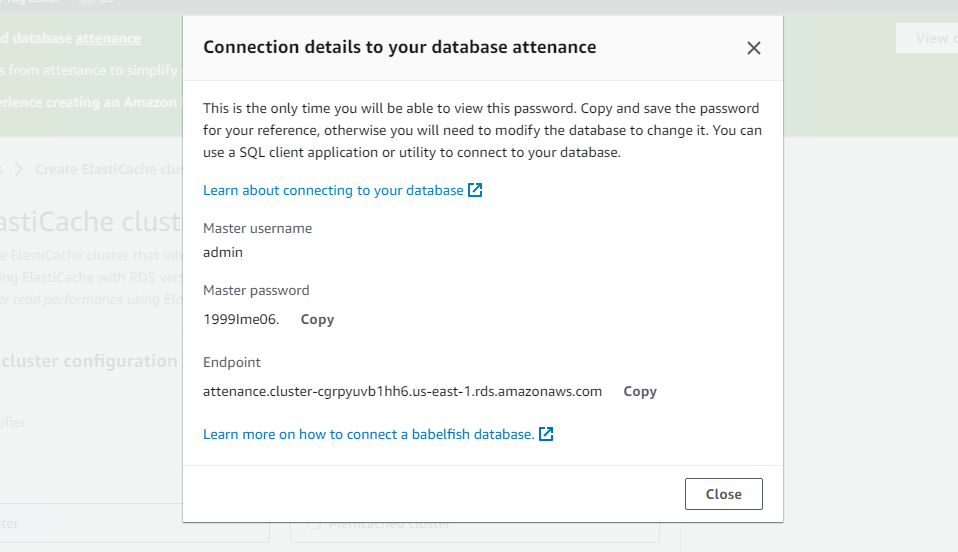 d database attenance
View
Connection details to your database attenance
s from attenance to simplify
erience creating an Amazon
This is the only time you will be able to view this password. Copy and save the password
for your reference, otherwise you will need to modify the database to change it. You can
use a SQL client application or utility to connect to your database.
Create ElastiCache clus
Learn about connecting to your database
astiCache clust
Master username
admin
e ElastiCache cluster that inh
ing ElastiCache with RDS vers
er read performance using Ela
Master password
1999Ime06. Copy
cluster configuration
Endpoint
attenance.cluster-cgrpyuvb1hh6.us-east-1.rds.amazonaws.com Copy
ifier
Learn more on how to connect a babelfish database.
Close
ster
Memcached cluster